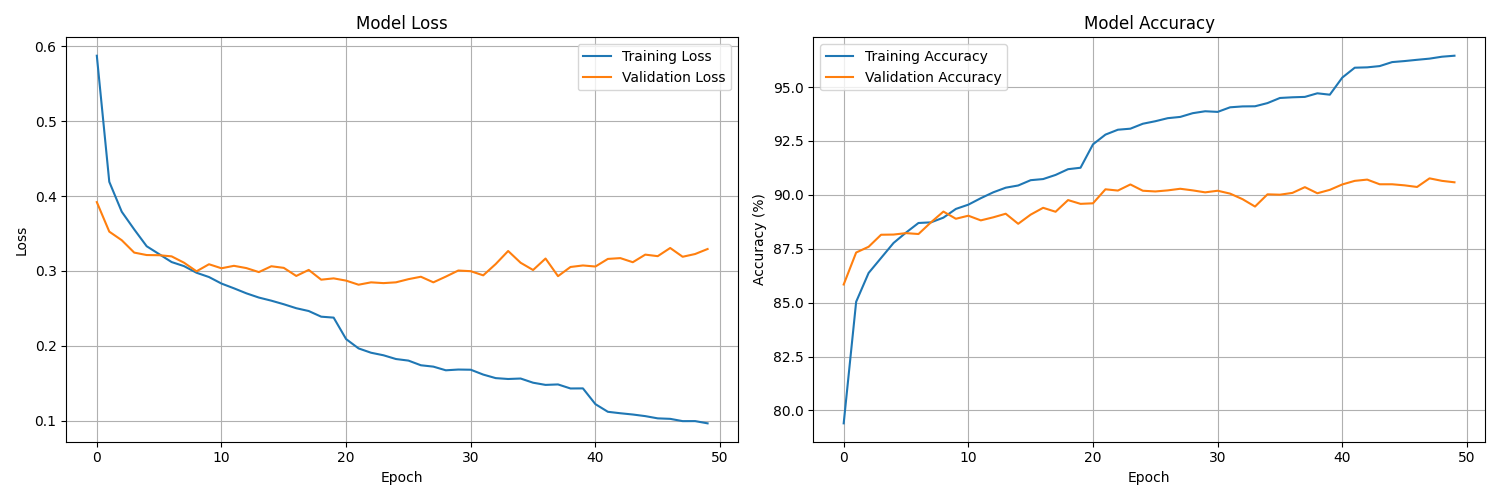 Model Loss
Loss
0.6
0.5
0.4
0.3
0.2
0.1
Training Loss
Validation Loss
0 10 20 30 40 50
Epoch
Model Accuracy
Accuracy (%)
95.0
92.5
90.0
87.5
85.0
82.5
80.0
Training Accuracy
Validation Accuracy
0 10 20 30 40 50
Epoch